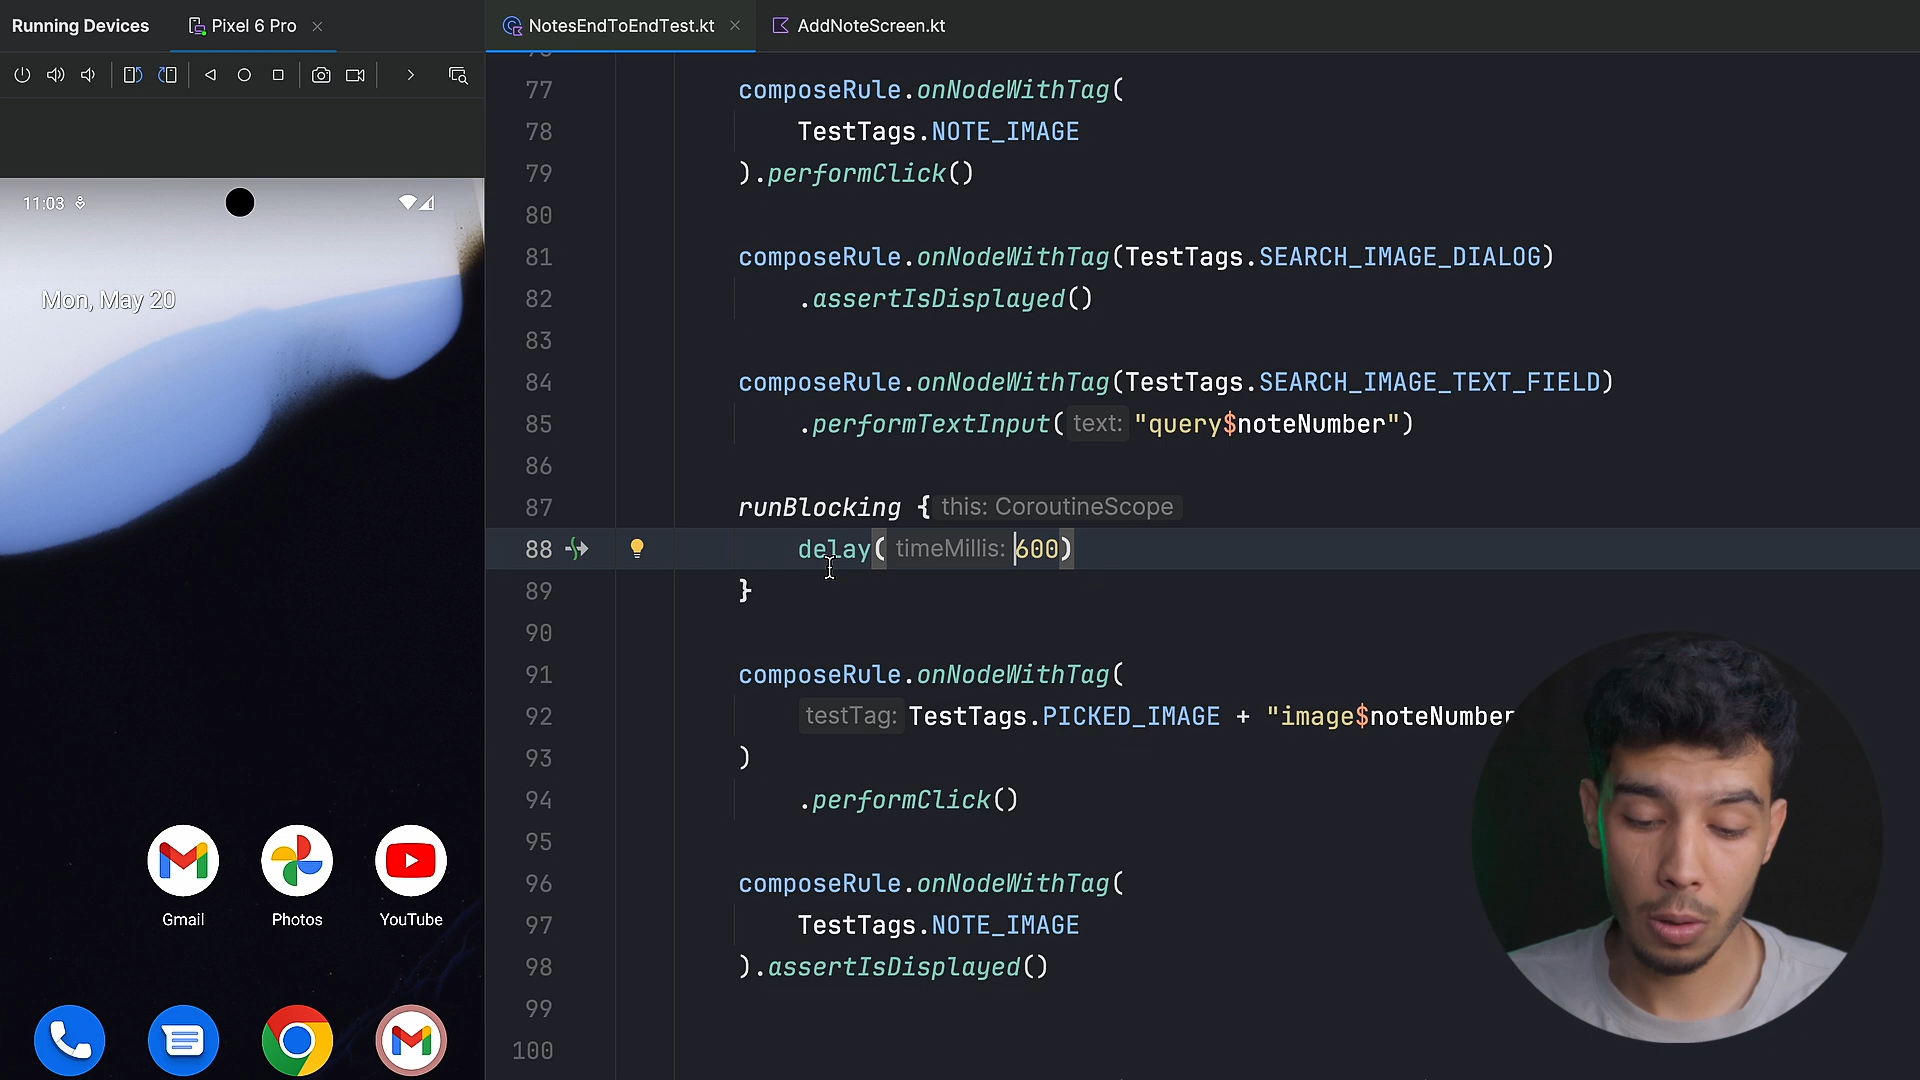 Running Devices
Pixel 6 Pro
NotesEndToEndTest.kt
AddNoteScreen.kt
11:03
Mon, May 20
Gmail
Photos
YouTube
77 composeRule.onNodeWithTag(
78 TestTags.NOTE_IMAGE
79 ).performClick()
80
81 composeRule.onNodeWithTag(TestTags.SEARCH_IMAGE_DIALOG)
82 .assertIsDisplayed()
83
84 composeRule.onNodeWithTag(TestTags.SEARCH_IMAGE_TEXT_FIELD)
85 .performTextInput( text: "query$noteNumber")
86
87 runBlocking { this: CoroutineScope
88 delay( timeMillis: 600)
89 }
90
91 composeRule.onNodeWithTag(
92 testTag: TestTags.PICKED_IMAGE + "image$noteNumber
93 )
94 .performClick()
95
96 composeRule.onNodeWithTag(
97 TestTags.NOTE_IMAGE
98 ).assertIsDisplayed()
99
100